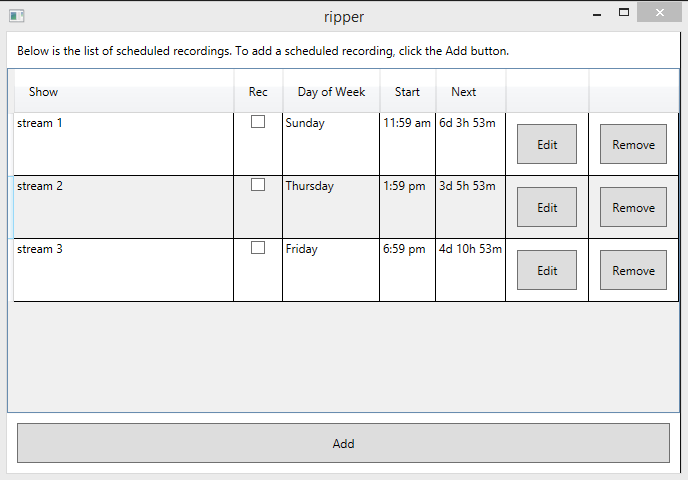 ripper
Below is the list of scheduled recordings. To add a scheduled recording, click the Add button.
Show Rec Day of Week Start Next
stream 1 Sunday 11:59 am 6d 3h 53m Edit Remove
stream 2 Thursday 1:59 pm 3d 5h 53m Edit Remove
stream 3 Friday 6:59 pm 4d 10h 53m Edit Remove
Add